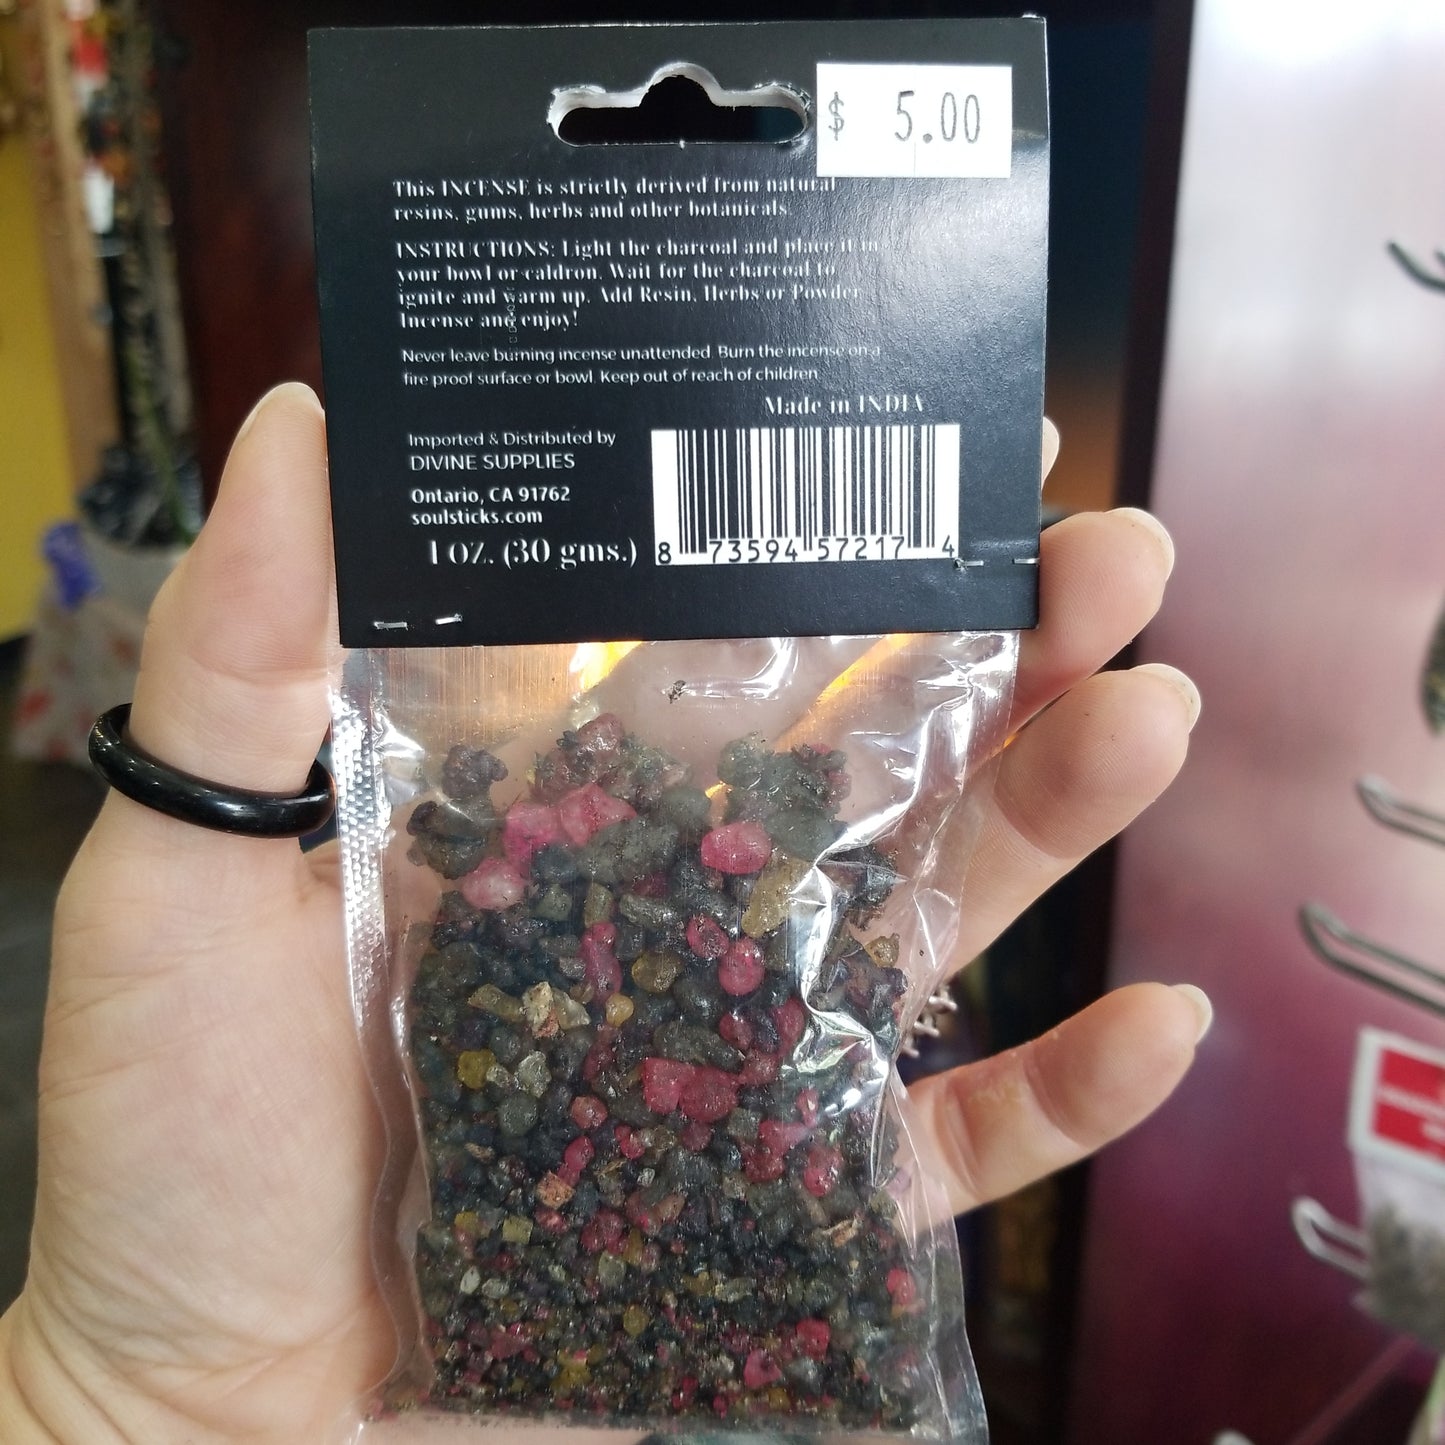 $ 5.00
This INCENSE is strictly derived from natural
resins, gums, herbs and other botanicals.
INSTRUCTIONS: Light the charcoal and place it in
your bowl or caldron. Wait for the charcoal to
ignite and warm up. Add Resin, Herbs or Powder
Incense and enjoy!
Never leave burning incense unattended. Burn the incense on a
fire proof surface or bowl. Keep out of reach of children
Made in INDIA
Imported & Distributed by
DIVINE SUPPLIES
Ontario, CA 91762
soulsticks.com
1 OZ. (30 gms.)
8 73594 57217 4